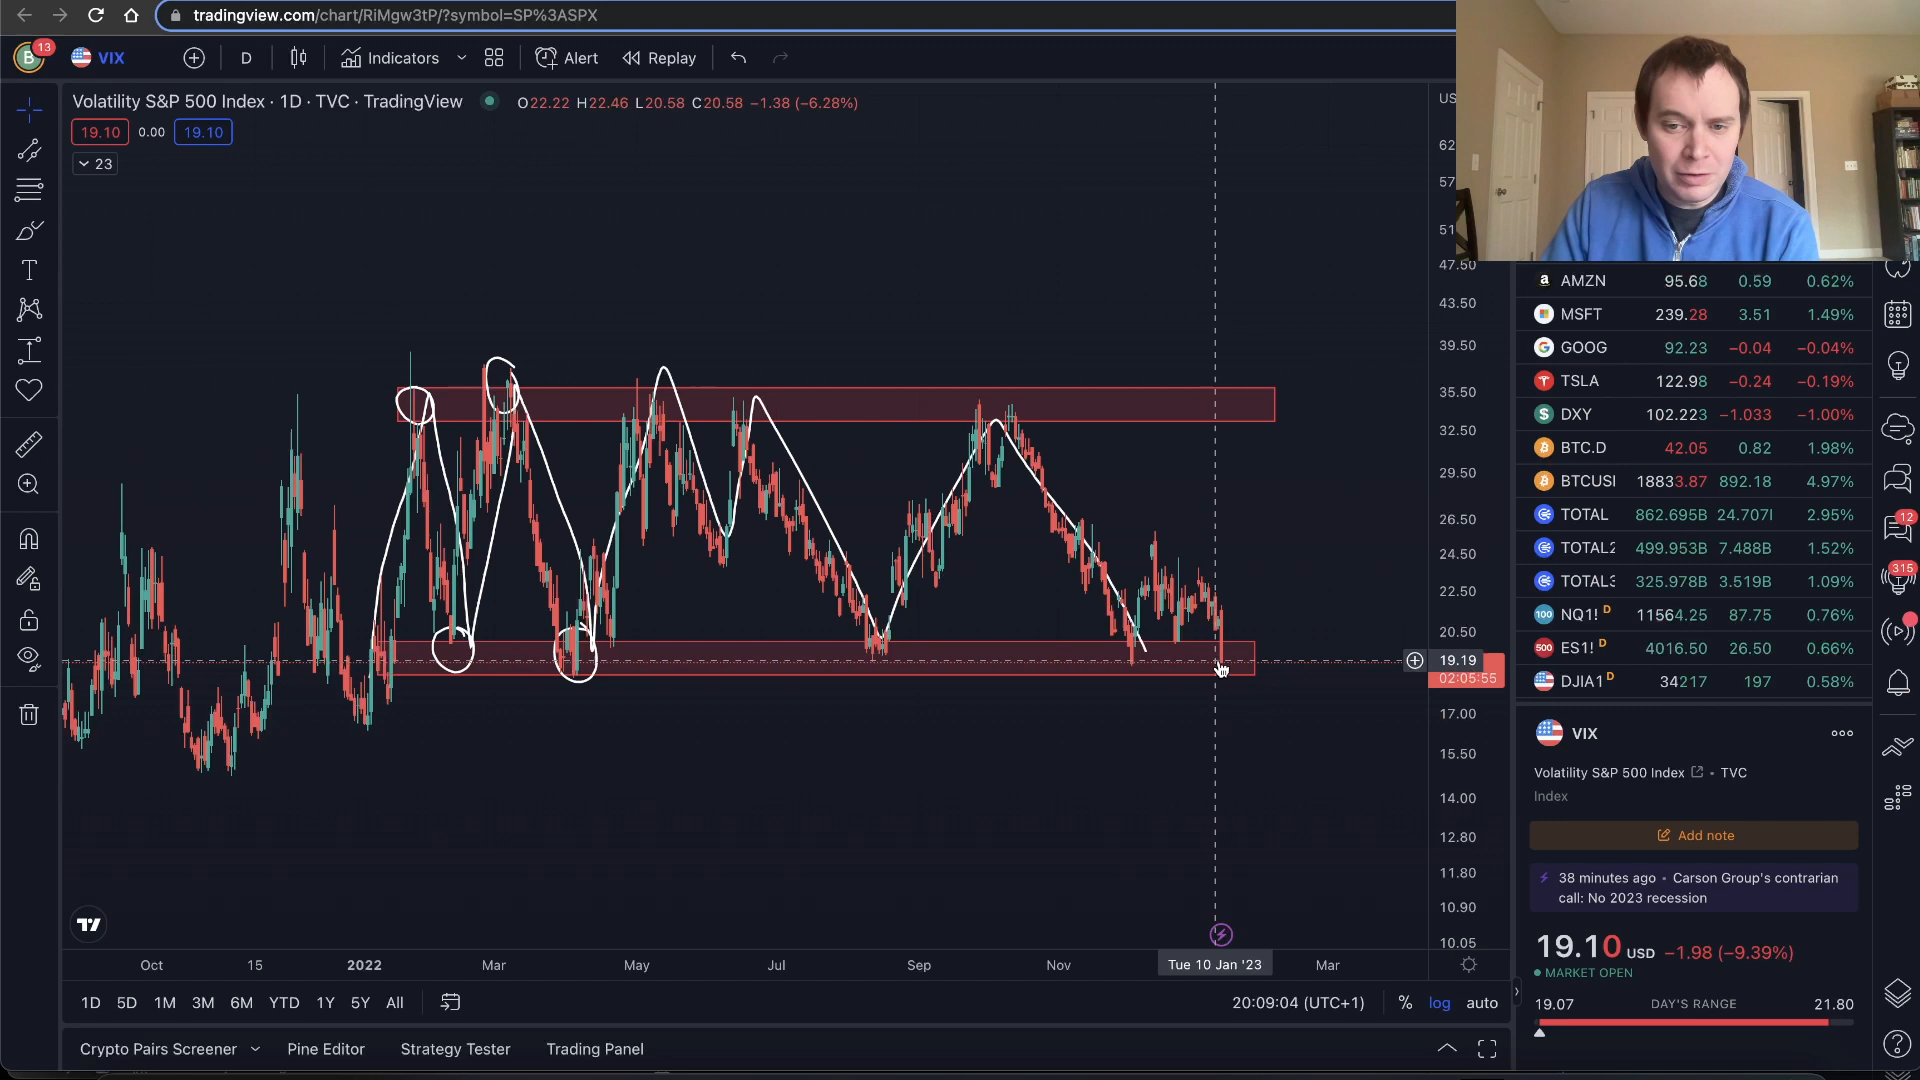 tradingview.com/chart/RiMgw3tP/?symbol=SP%3ASPX
B 13 VIX D Indicators Alert Replay
Volatility S&P 500 Index · 1D · TVC · TradingView O22.22 H22.46 L20.58 C20.58 −1.38 (−6.28%)
19.10 0.00 19.10
23
US
62
57
51
47.50
43.50
39.50
35.50
32.50
29.50
26.50
24.50
22.50
20.50
19.19
02:05:55
17.00
15.50
14.00
12.80
11.80
10.90
10.05
Oct 15 2022 Mar May Jul Sep Nov Tue 10 Jan '23 Mar
1D 5D 1M 3M 6M YTD 1Y 5Y All 20:09:04 (UTC+1) % log auto
Crypto Pairs Screener Pine Editor Strategy Tester Trading Panel
AMZN 95.68 0.59 0.62%
MSFT 239.28 3.51 1.49%
GOOG 92.23 −0.04 −0.04%
TSLA 122.98 −0.24 −0.19%
DXY 102.223 −1.033 −1.00%
BTC.D 42.05 0.82 1.98%
BTCUSI 18833.87 892.18 4.97%
TOTAL 862.695B 24.707I 2.95%
TOTAL2 499.953B 7.488B 1.52%
TOTAL3 325.978B 3.519B 1.09%
100 NQ1! D 11564.25 87.75 0.76%
500 ES1! D 4016.50 26.50 0.66%
DJIA1 D 34217 197 0.58%
VIX
Volatility S&P 500 Index • TVC
Index
Add note
38 minutes ago • Carson Group's contrarian
call: No 2023 recession
19.10 USD −1.98 (−9.39%)
MARKET OPEN
19.07 DAY'S RANGE 21.80
12
315